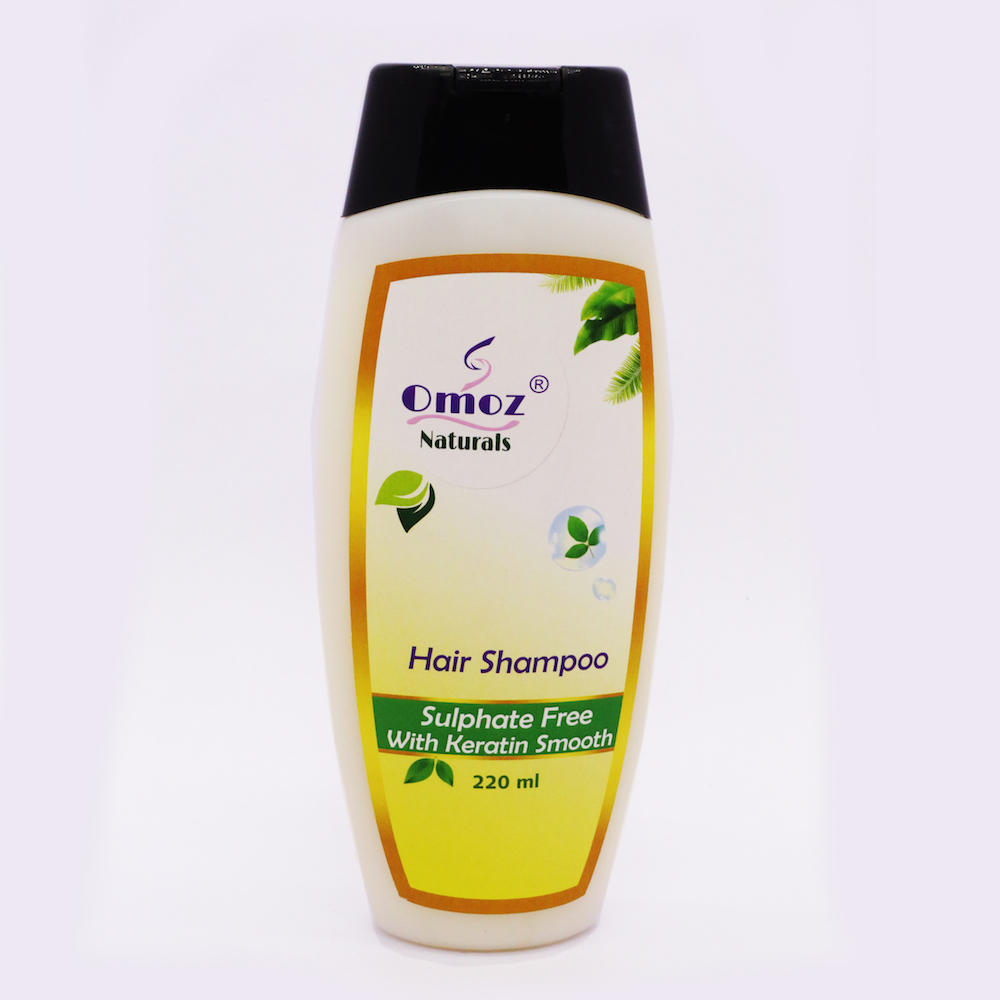 Omoz ®
Naturals
Hair Shampoo
Sulphate Free
With Keratin Smooth
220 ml